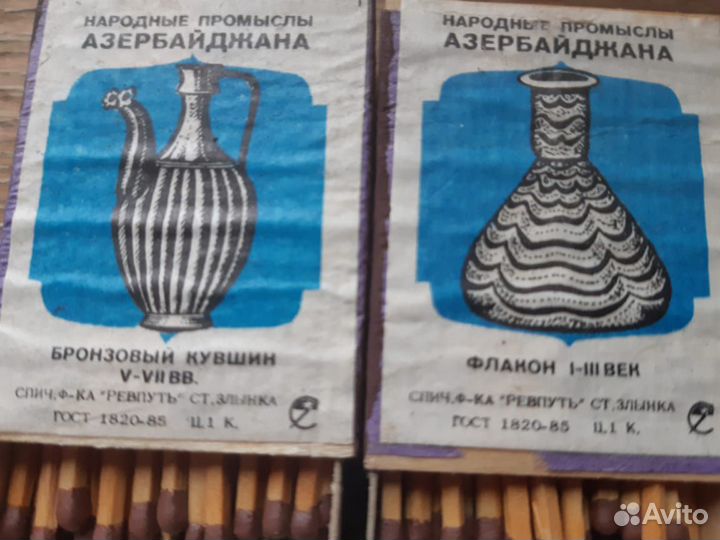 НАРОДНЫЕ ПРОМЫСЛЫ
АЗЕРБАЙДЖАНА
БРОНЗОВЫЙ КУВШИН
V-VII ВВ.
СПИЧ. Ф-КА "РЕВПУТЬ" СТ. ЗЛЫНКА
ГОСТ 1820-85 Ц. 1 К.
НАРОДНЫЕ ПРОМЫСЛЫ
АЗЕРБАЙДЖАНА
ФЛАКОН I-III ВЕК
СПИЧ. Ф-КА "РЕВПУТЬ" СТ. ЗЛЫНКА
ГОСТ 1820-85 Ц. 1 К.
Avito